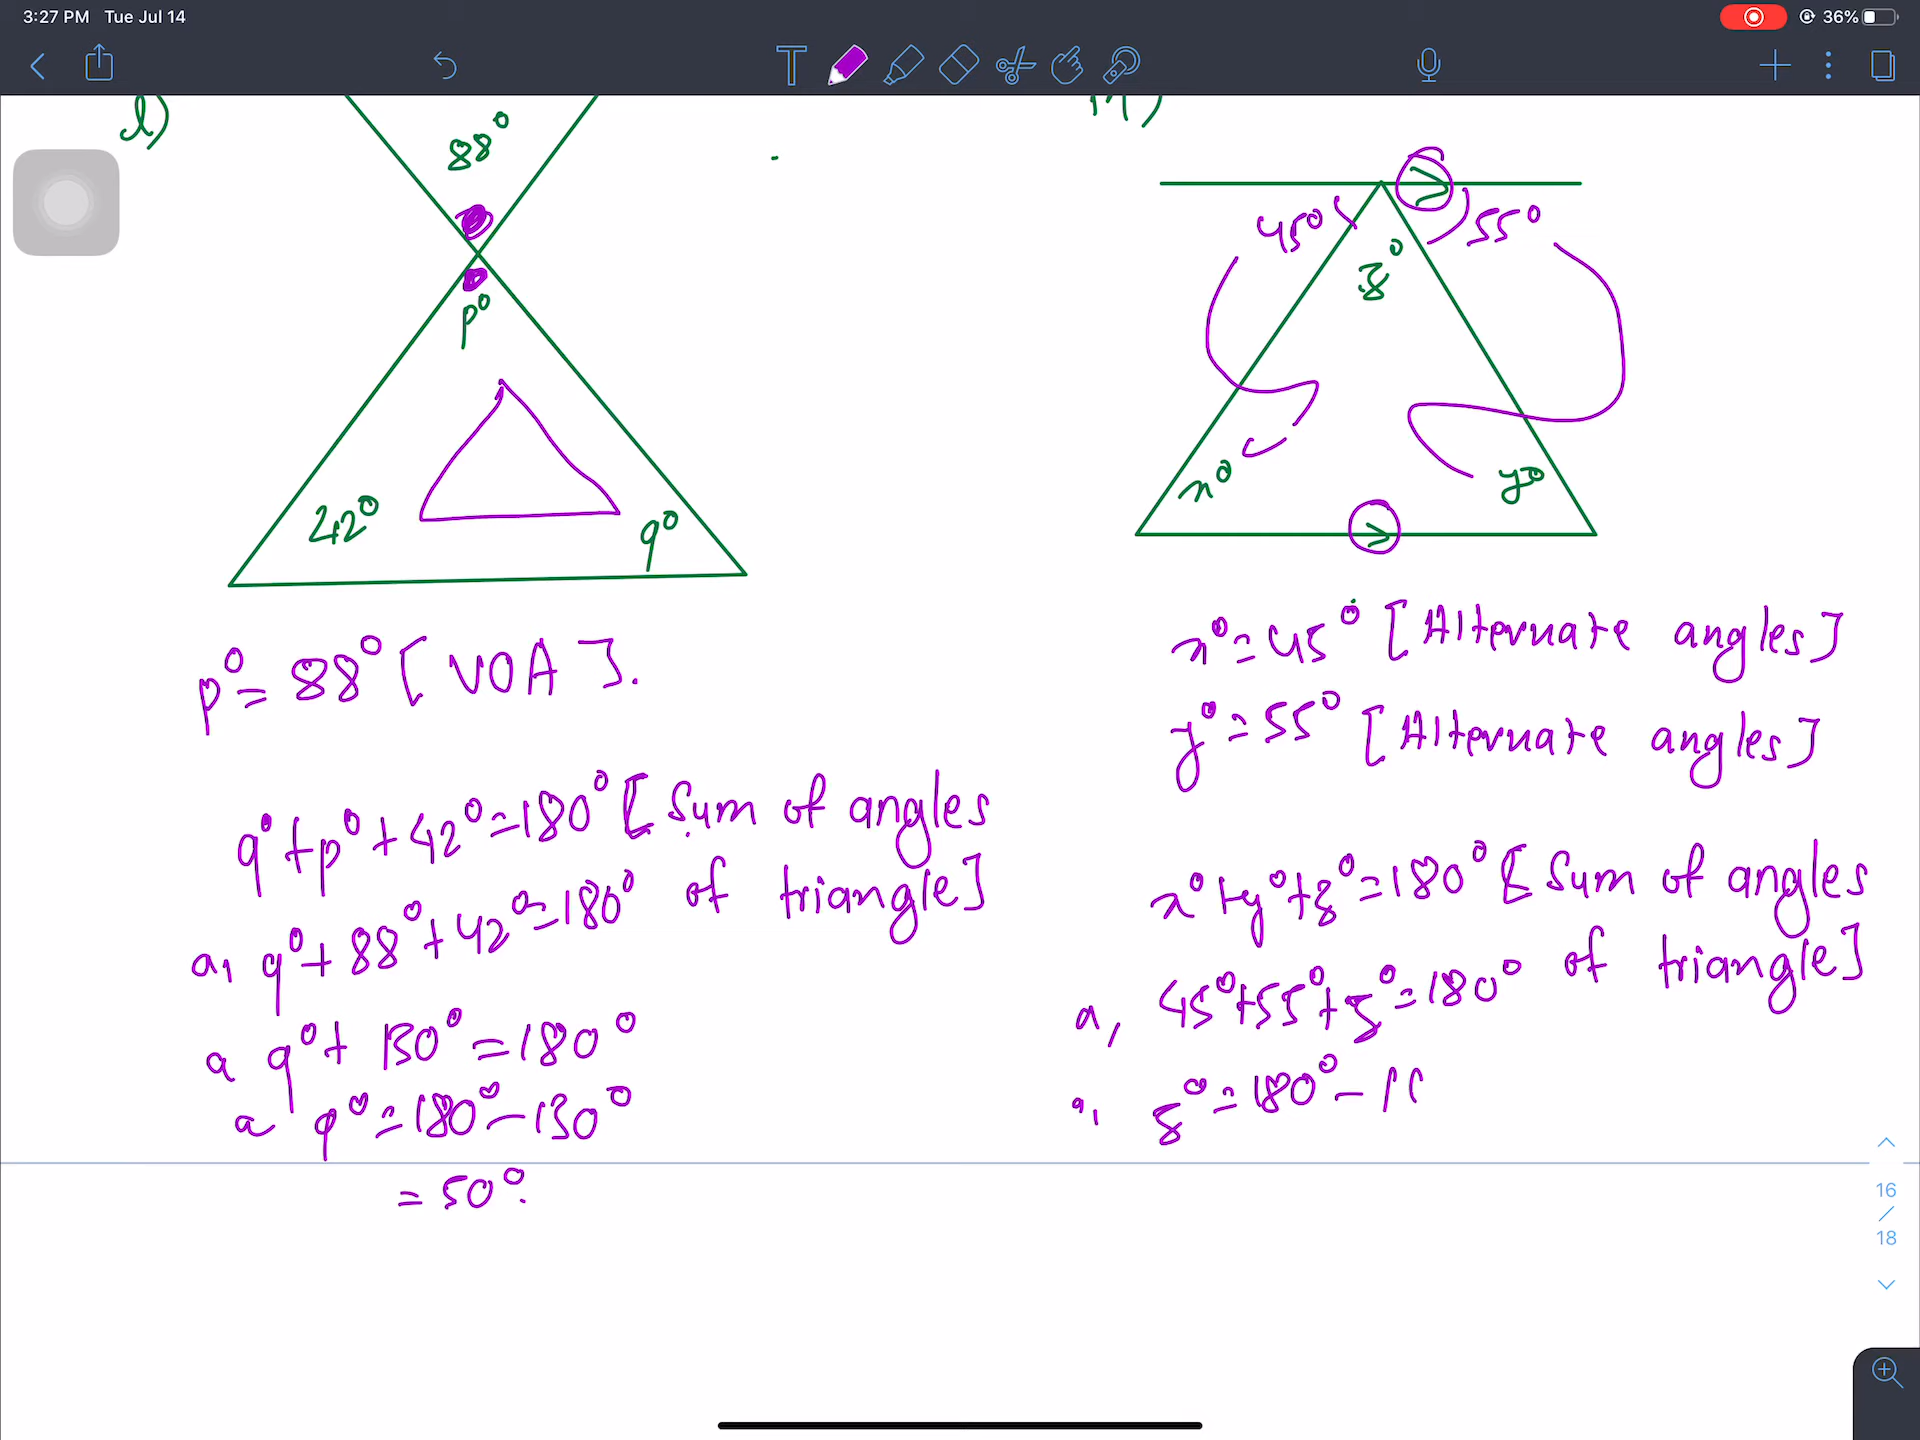 3:27 PM Tue Jul 14
36%
l)
88°
p°
42°
q°
p° = 88° [ VOA ].
q° + p° + 42° = 180° [ Sum of angles
of triangle]
a, q° + 88° + 42° = 180°
a q° + 130° = 180°
a q° = 180° - 130°
= 50°.
45°
55°
z°
x°
y°
x° = 45° [Alternate angles]
y° = 55° [Alternate angles]
x° + y° + z° = 180° [ Sum of angles
of triangle]
a, 45° + 55° + z° = 180°
a, z° = 180° - 1
16
/
18